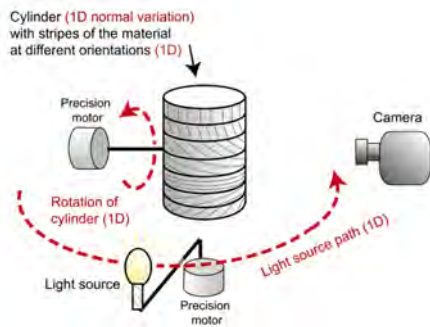 Cylinder (1D normal variation)
with stripes of the material
at different orientations (1D)
Precision
motor
Camera
Rotation of
cylinder (1D)
Light source path (1D)
Light source
Precision
motor